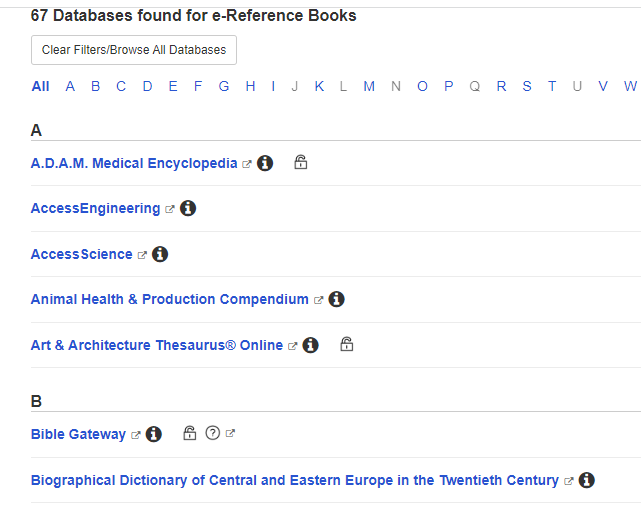 67 Databases found for e-Reference Books
Clear Filters/Browse All Databases
All A B C D E F G H I J K L M N O P Q R S T U V W
A
A.D.A.M. Medical Encyclopedia
AccessEngineering
AccessScience
Animal Health & Production Compendium
Art & Architecture Thesaurus® Online
B
Bible Gateway
Biographical Dictionary of Central and Eastern Europe in the Twentieth Century